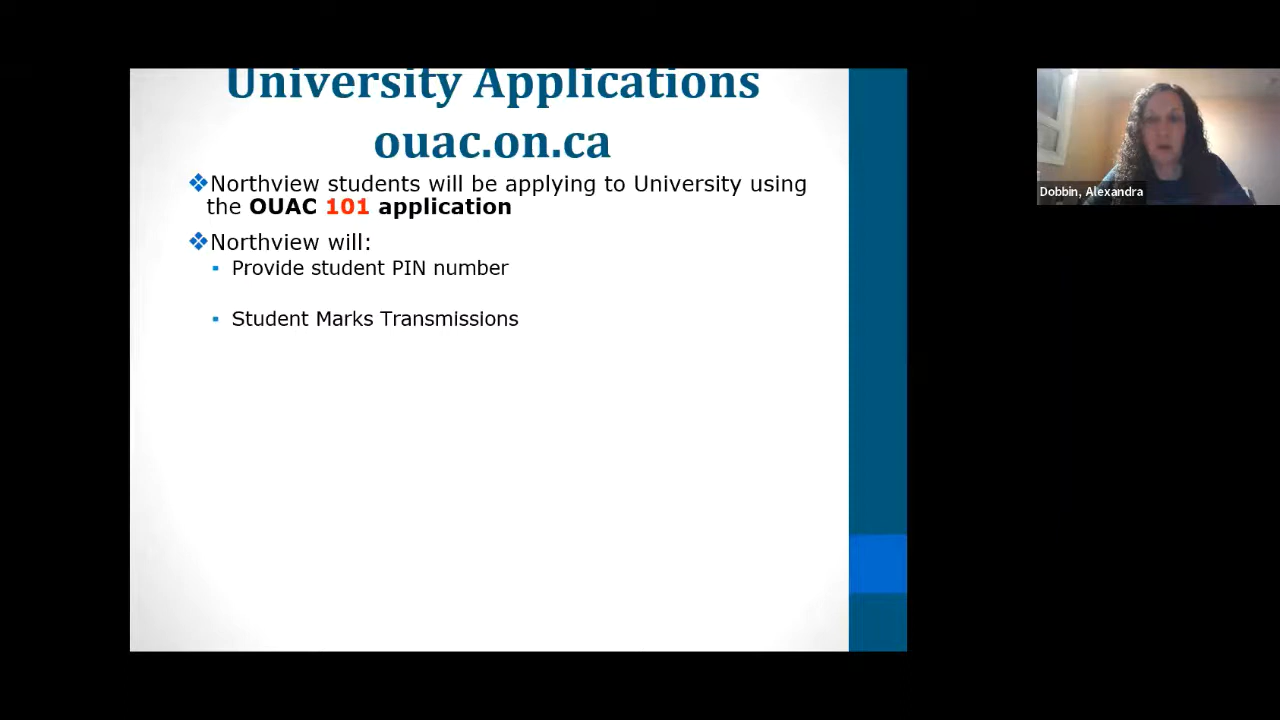 University Applications
ouac.on.ca
Northview students will be applying to University using
the OUAC 101 application
Northview will:
Provide student PIN number
Student Marks Transmissions
Dobbin, Alexandra